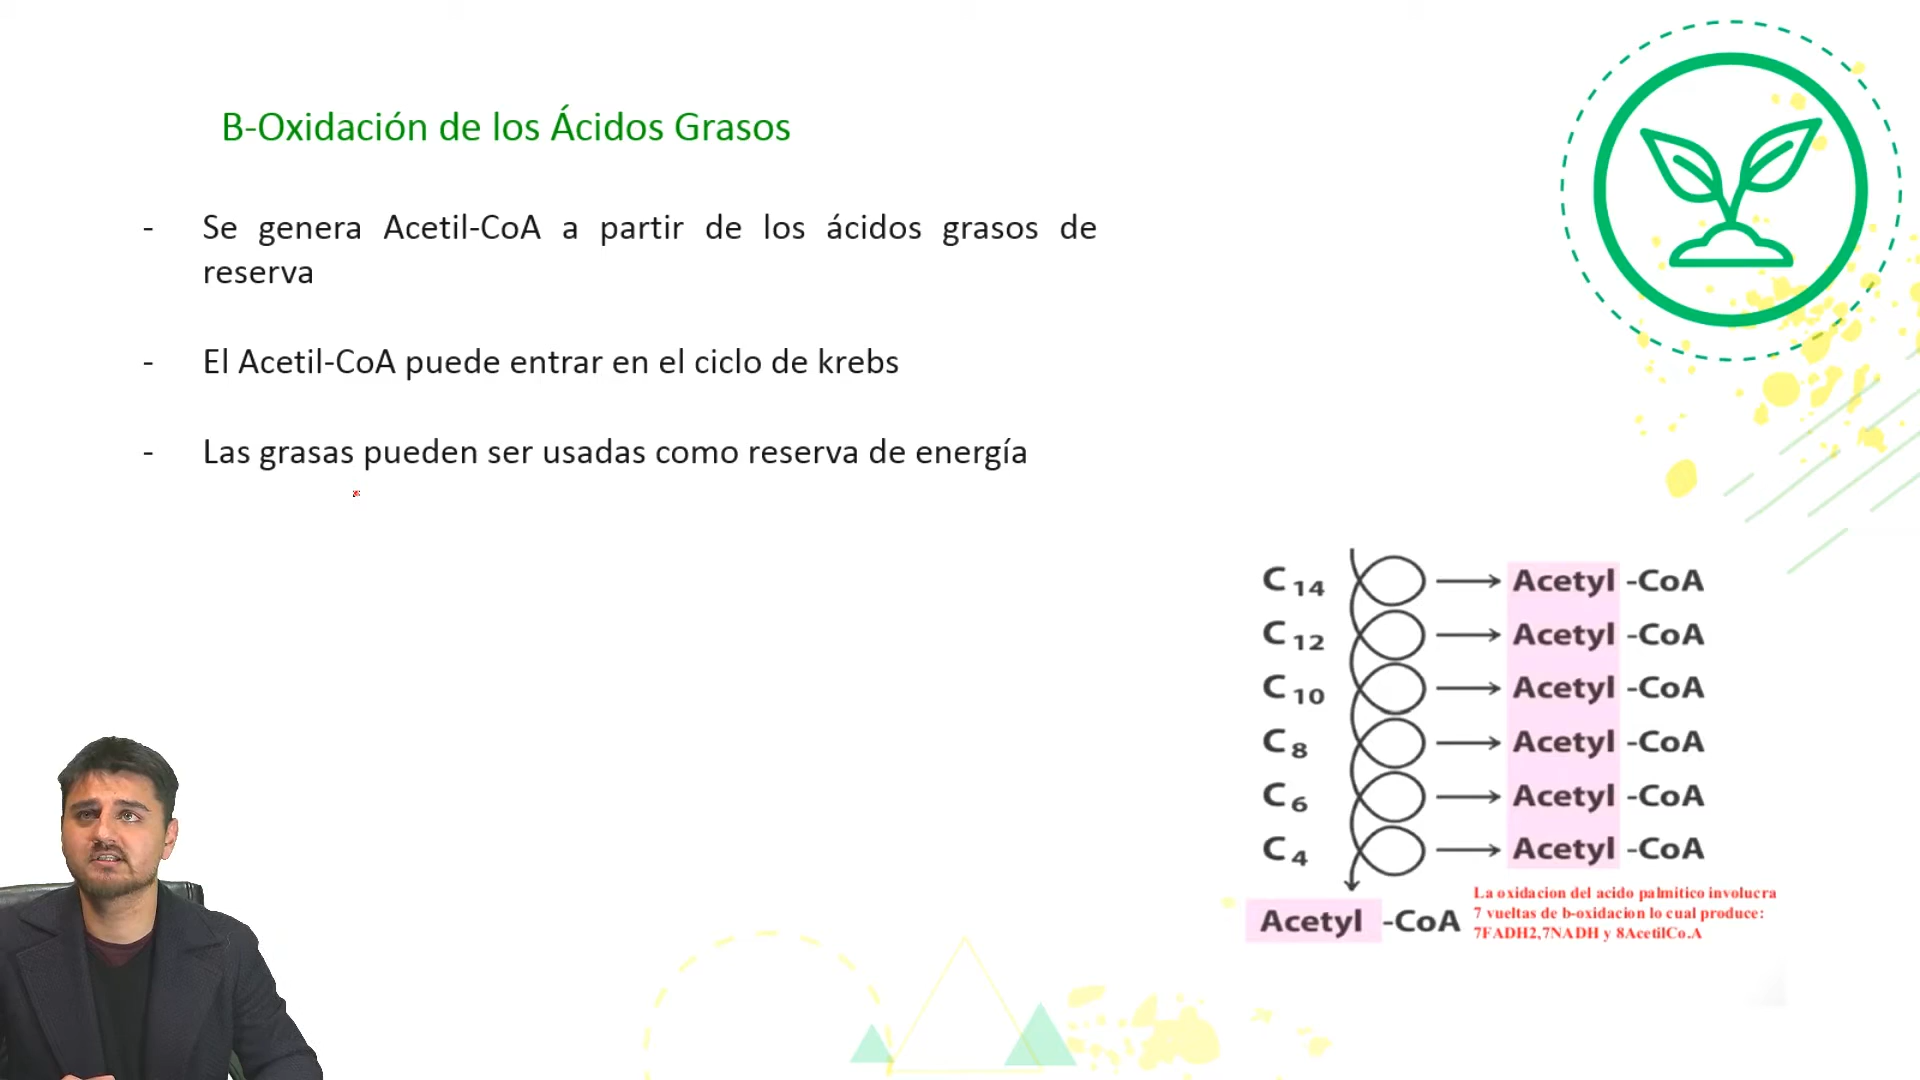 B-Oxidación de los Ácidos Grasos
- Se genera Acetil-CoA a partir de los ácidos grasos de
reserva
- El Acetil-CoA puede entrar en el ciclo de krebs
- Las grasas pueden ser usadas como reserva de energía
C14 Acetyl -CoA
C12 Acetyl -CoA
C10 Acetyl -CoA
C8 Acetyl -CoA
C6 Acetyl -CoA
C4 Acetyl -CoA
Acetyl -CoA
La oxidacion del acido palmitico involucra
7 vueltas de b-oxidacion lo cual produce:
7FADH2,7NADH y 8AcetilCo.A